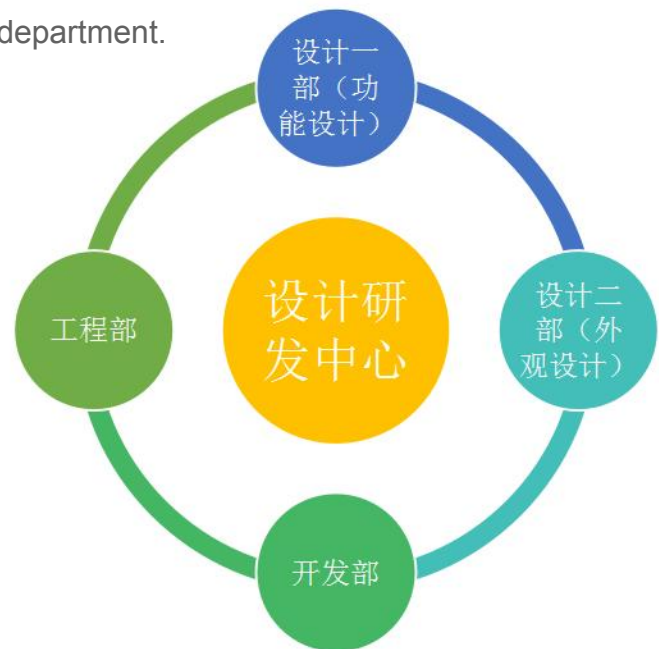 department.
设计一
部（功
能设计）
设计研
发中心
工程部
设计二
部（外
观设计）
开发部